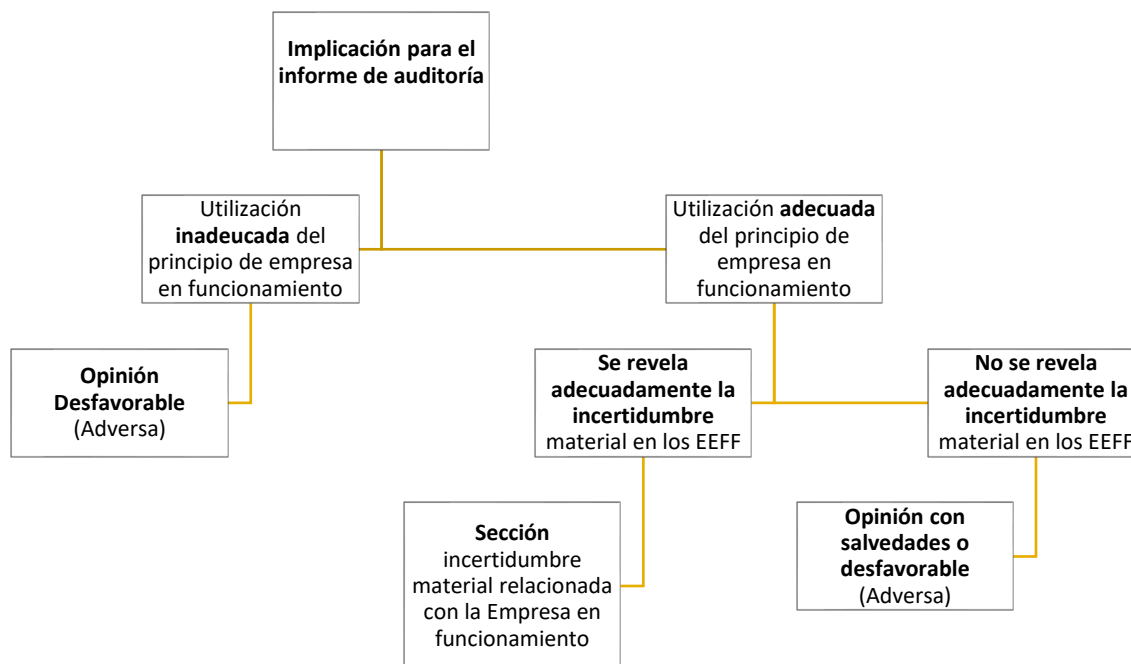 Implicación para el
informe de auditoría
Utilización
inadeucada del
principio de empresa
en funcionamiento
Utilización adecuada
del principio de
empresa en
funcionamiento
Opinión
Desfavorable
(Adversa)
Se revela
adecuadamente la
incertidumbre
material en los EEFF
No se revela
adecuadamente la
incertidumbre
material en los EEFF
Sección
incertidumbre
material relacionada
con la Empresa en
funcionamiento
Opinión con
salvedades o
desfavorable
(Adversa)